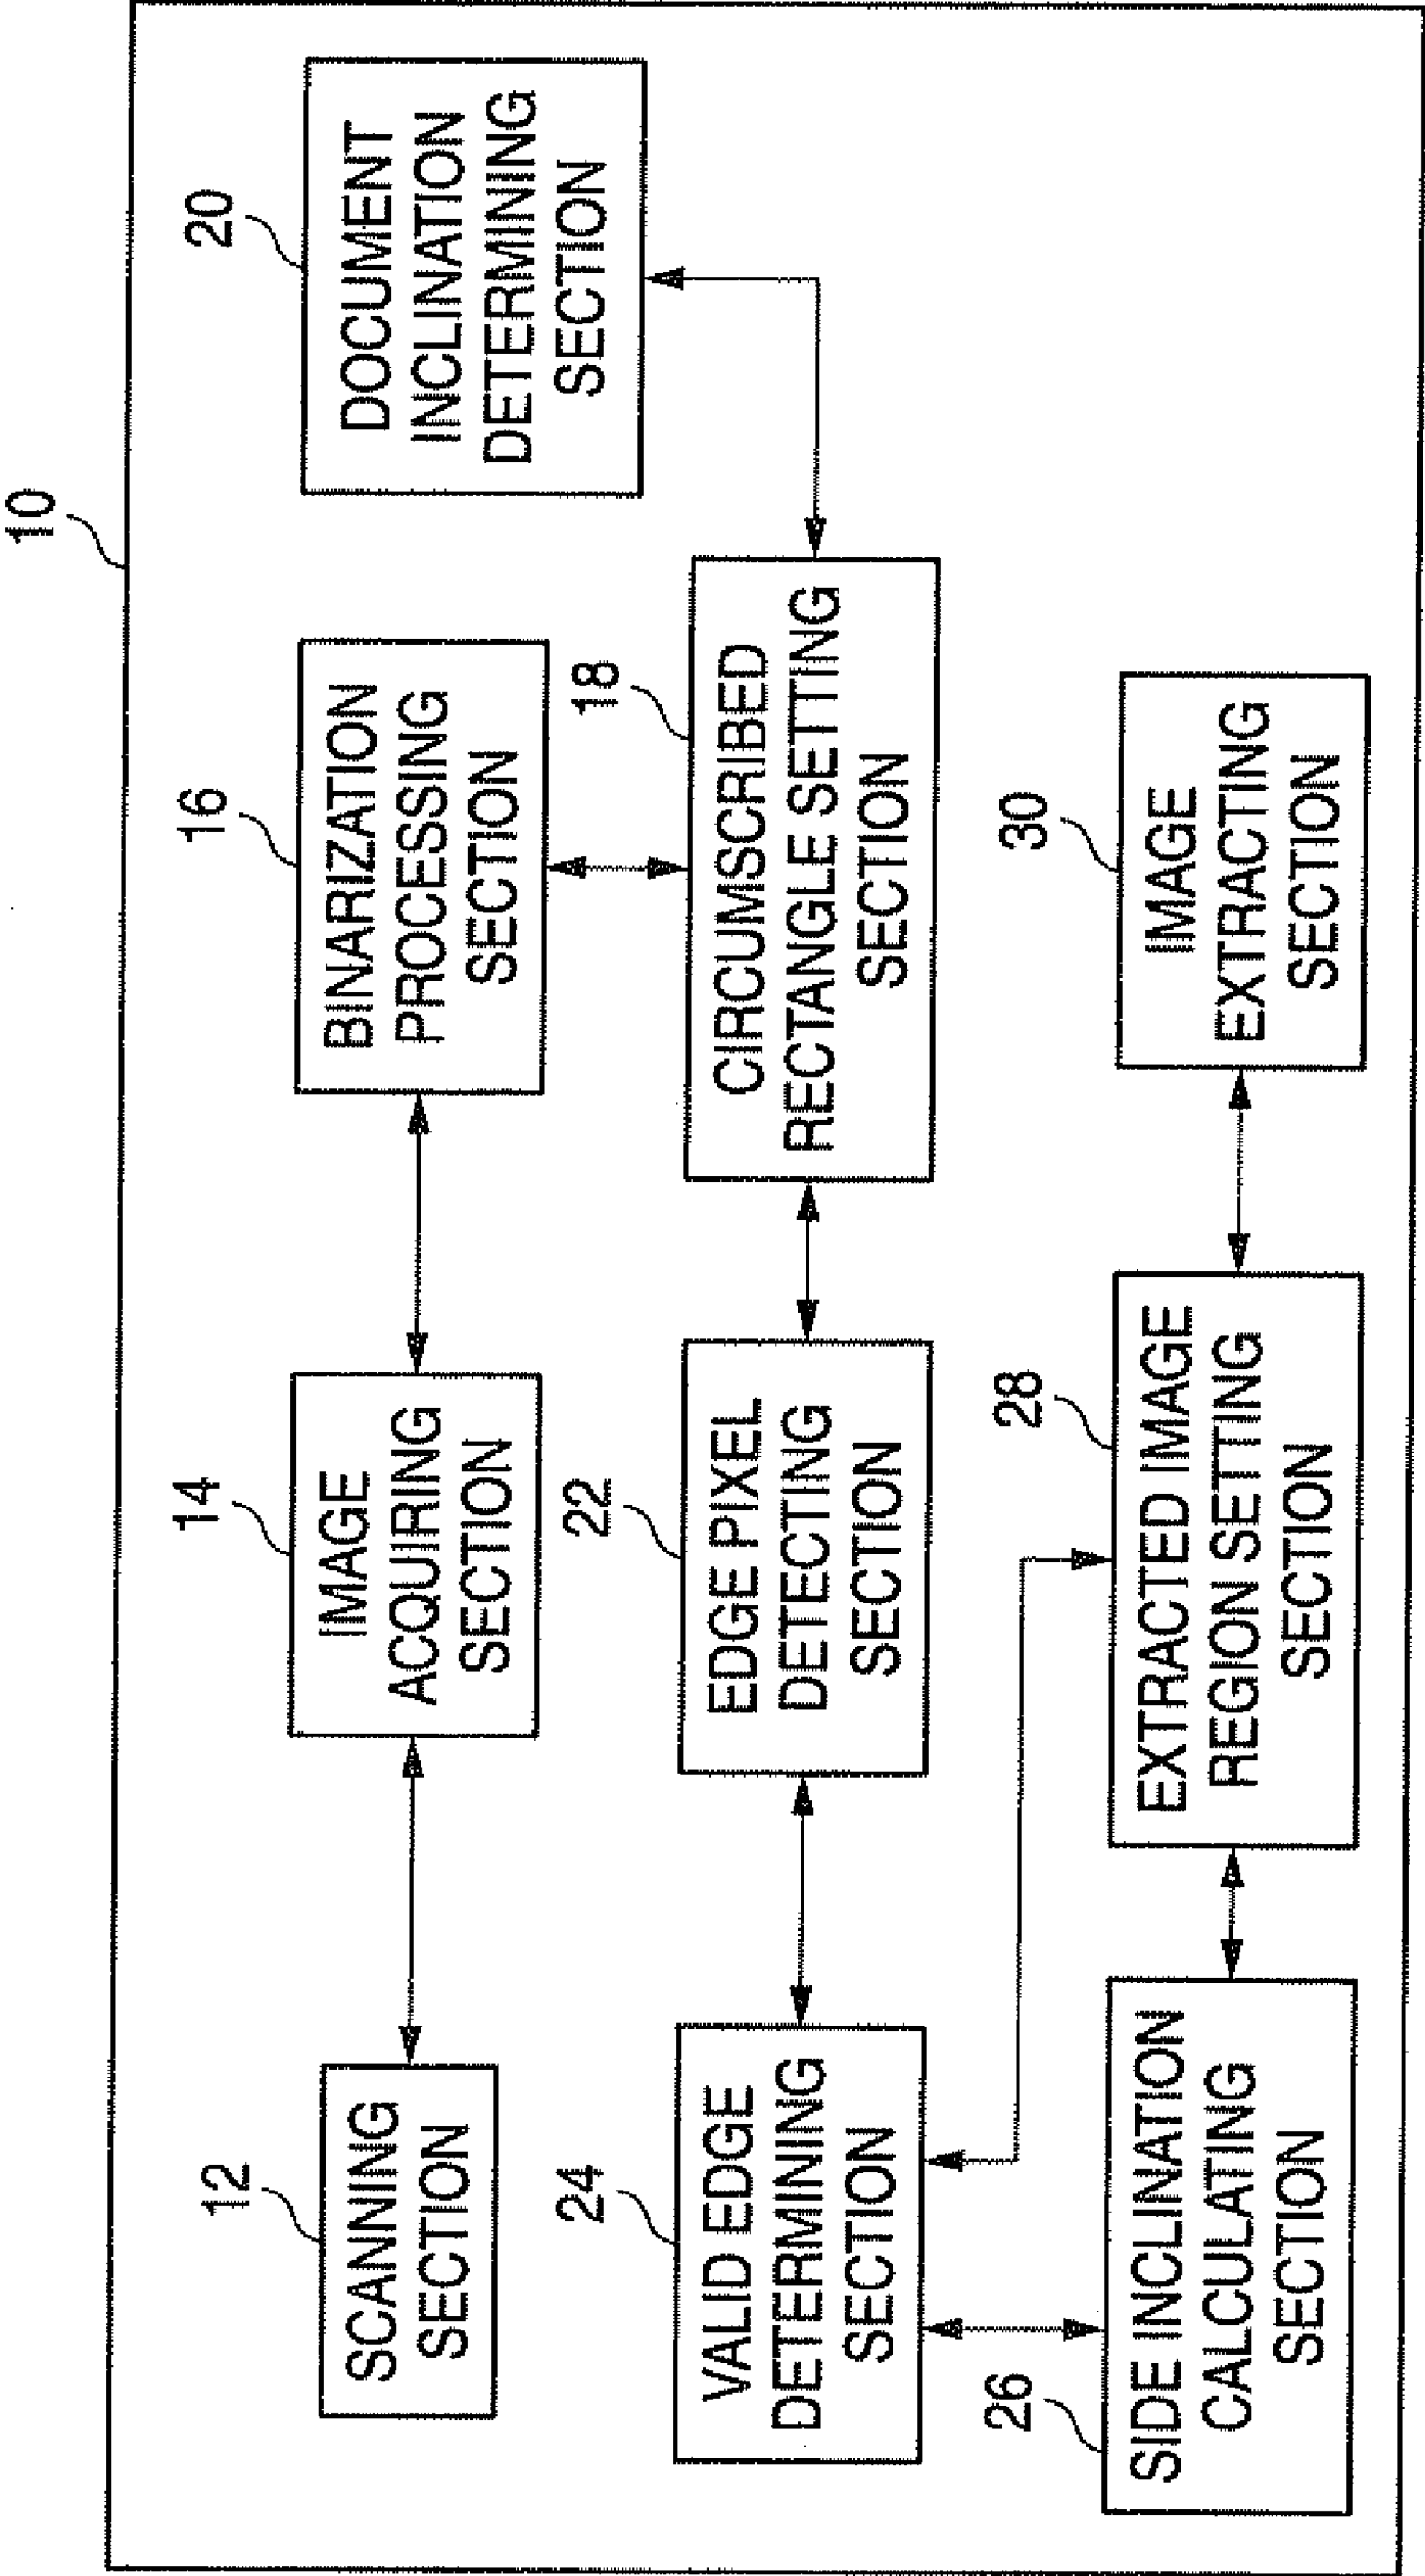 10
12
SCANNING
SECTION
14
IMAGE
ACQUIRING
SECTION
16
BINARIZATION
PROCESSING
SECTION
20
DOCUMENT
INCLINATION
DETERMINING
SECTION
24
VALID EDGE
DETERMINING
SECTION
22
EDGE PIXEL
DETECTING
SECTION
18
CIRCUMSCRIBED
RECTANGLE SETTING
SECTION
26
SIDE INCLINATION
CALCULATING
SECTION
28
EXTRACTED IMAGE
REGION SETTING
SECTION
30
IMAGE
EXTRACTING
SECTION